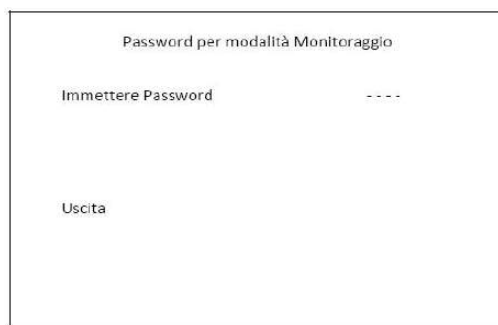 Password per modalità Monitoraggio
Immettere Password - - - -
Uscita